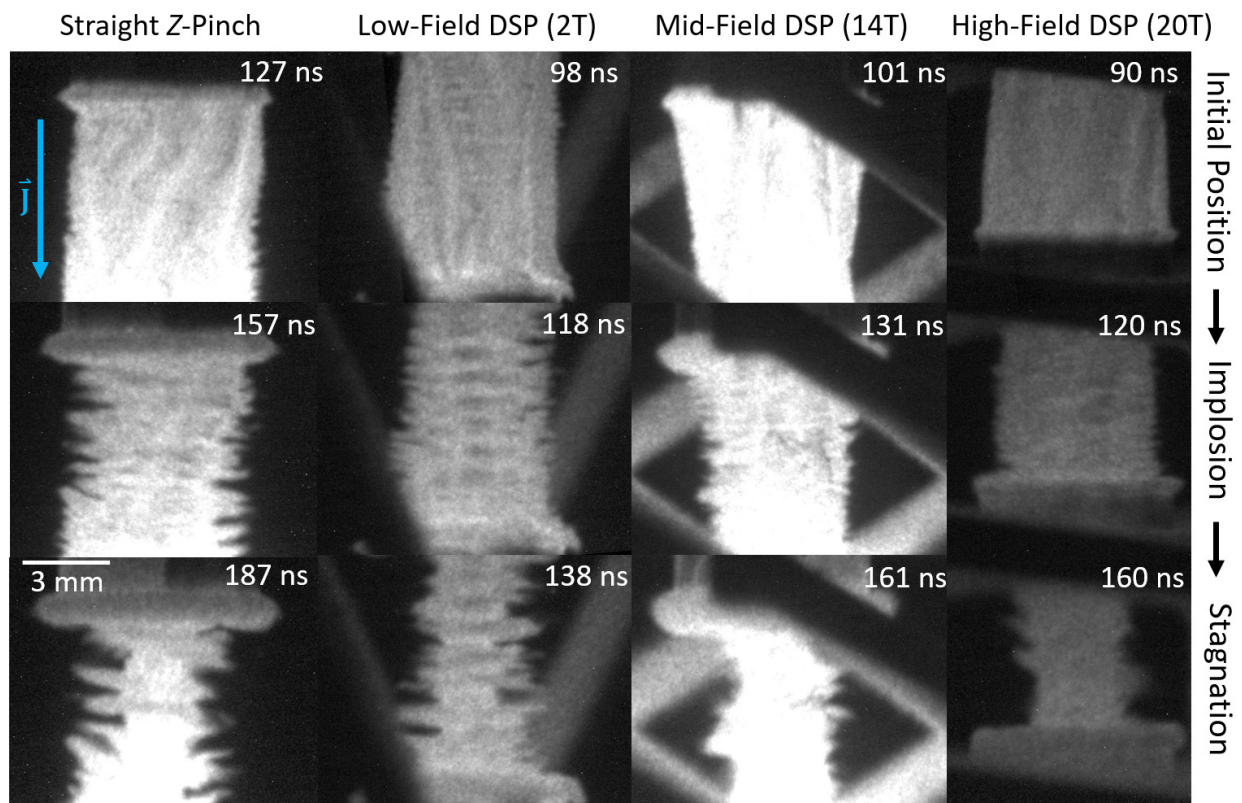 Straight Z-Pinch
Low-Field DSP (2T)
Mid-Field DSP (14T)
High-Field DSP (20T)
127 ns
98 ns
101 ns
90 ns
Initial Position
J
157 ns
118 ns
131 ns
120 ns
Implosion
3 mm
187 ns
138 ns
161 ns
160 ns
Stagnation